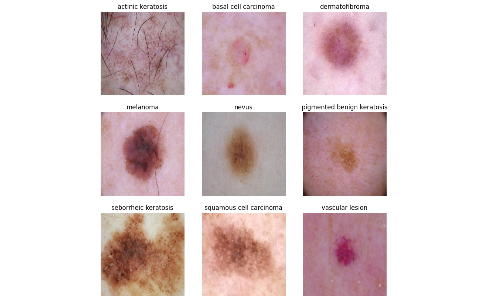 actinic keratosis
basal cell carcinoma
dermatofibroma
melanoma
nevus
pigmented benign keratosis
seborrheic keratosis
squamous cell carcinoma
vascular lesion